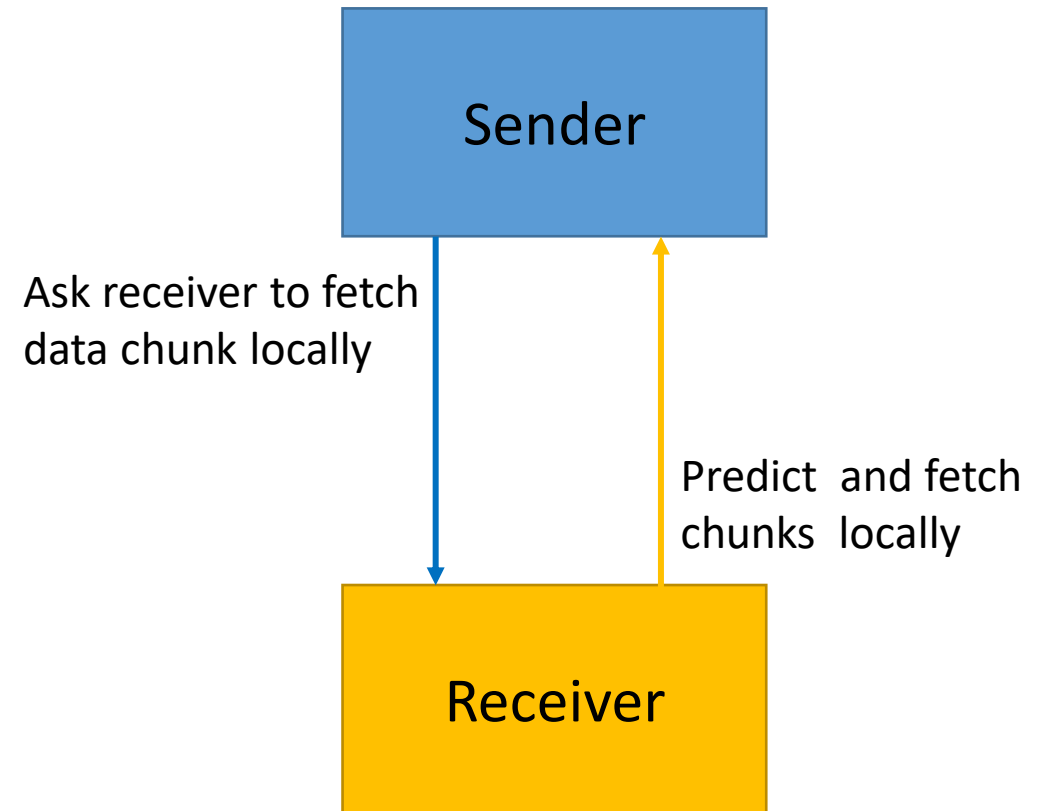 Sender
Ask receiver to fetch
data chunk locally
Predict  and fetch
chunks  locally
Receiver